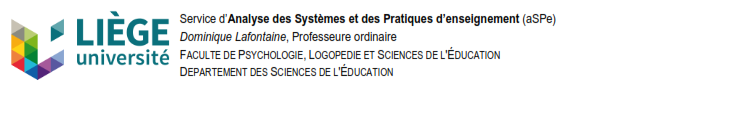 LIÈGE
université
Service d'Analyse des Systèmes et des Pratiques d'enseignement (aSPe)
Dominique Lafontaine, Professeure ordinaire
FACULTE DE PSYCHOLOGIE, LOGOPEDIE ET SCIENCES DE L'ÉDUCATION
DEPARTEMENT DES SCIENCES DE L'ÉDUCATION